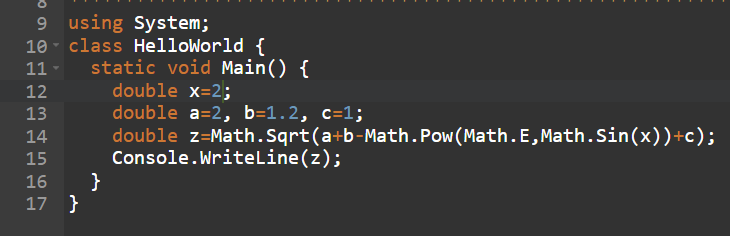 8
9 using System;
10 class HelloWorld {
11 static void Main() {
12 double x=2;
13 double a=2, b=1.2, c=1;
14 double z=Math.Sqrt(a+b-Math.Pow(Math.E,Math.Sin(x))+c);
15 Console.WriteLine(z);
16 }
17 }